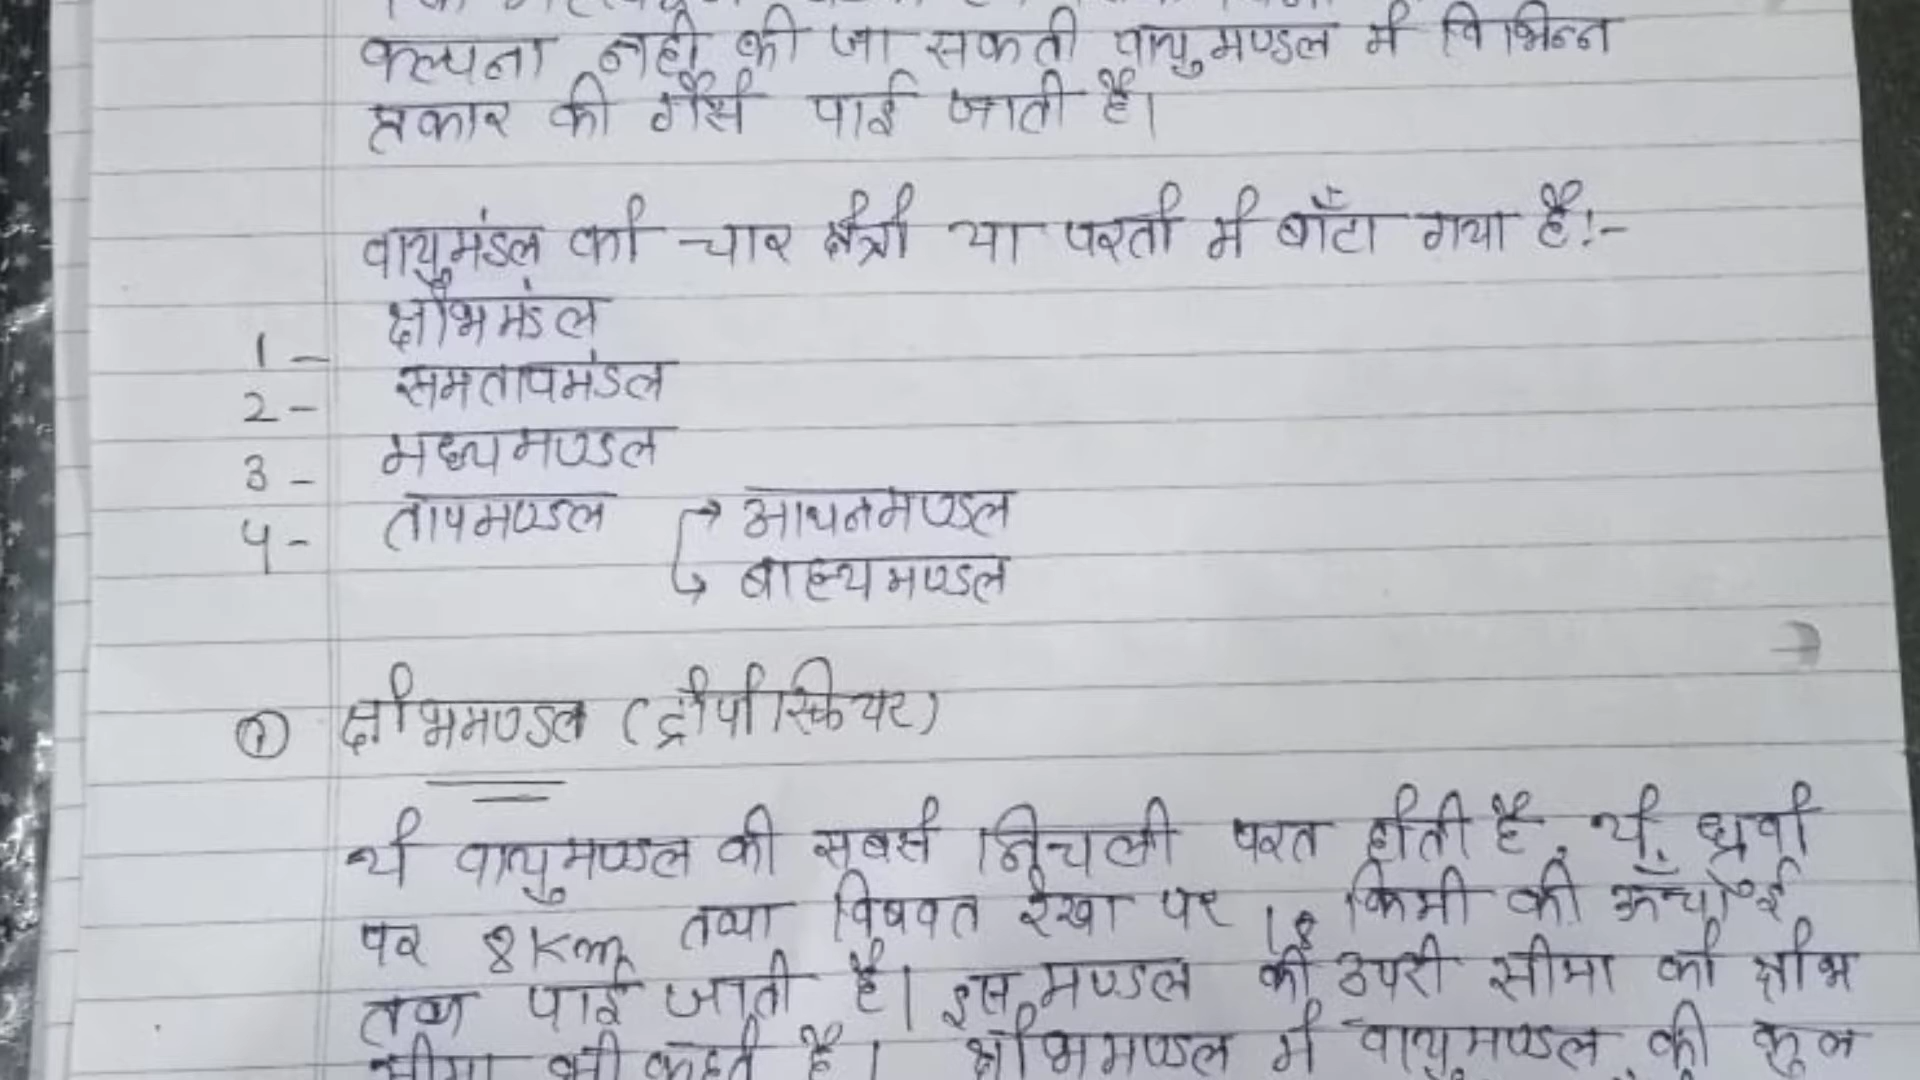 कल्पना नही की जा सकती वायुमण्डल में विभिन्न
प्रकार की गैसें पाई जाती है।
वायुमंडल को चार क्षेत्रों या परतों में बाँटा गया है:-
1 - क्षोभमंडल
2 - समतापमंडल
3 - मध्यमण्डल
4 - तापमण्डल → आयनमण्डल
↳ बाह्यमण्डल
① क्षोभमण्डल (ट्रोपोस्फियर)
ये वायुमण्डल की सबसे निचली परत होती है, ये ध्रुवों
पर 8 Km तथा विषवत रेखा पर 18 किमी की ऊँचाई
तक पाई जाती है। इस मण्डल की उपरी सीमा को क्षोभ
सीमा भी कहते है। क्षोभमण्डल में वायुमण्डल की कुल